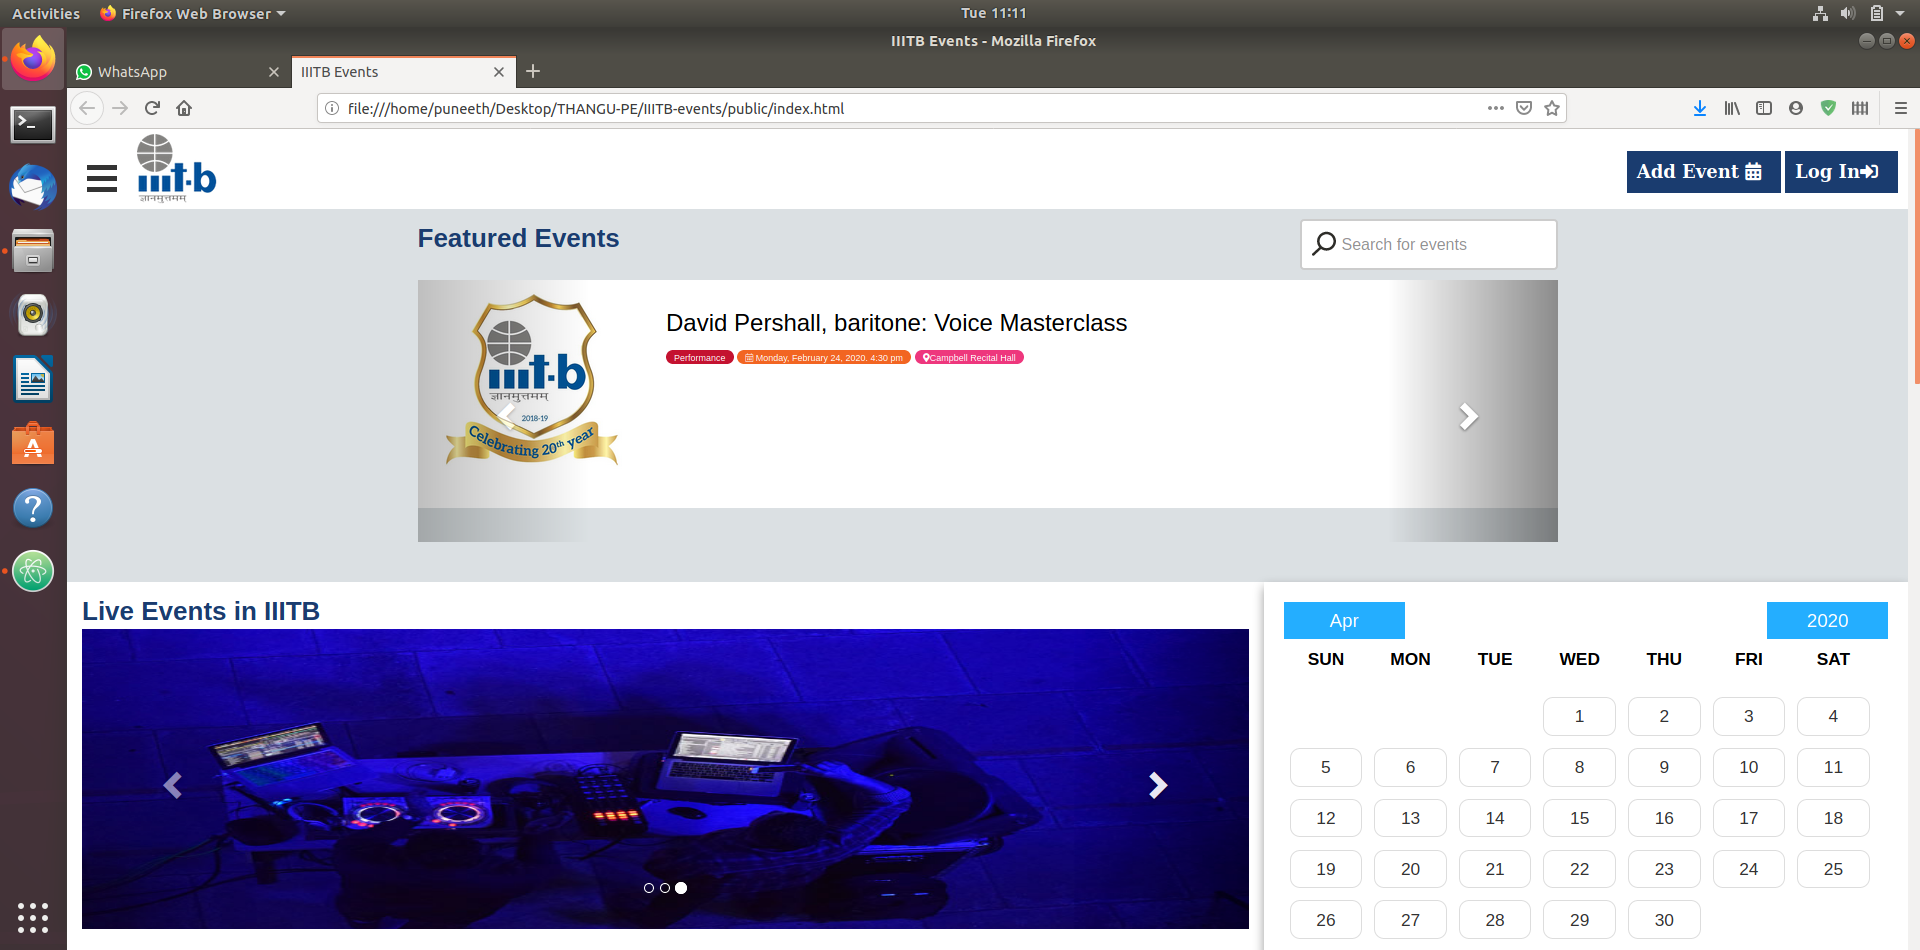 Activities Firefox Web Browser Tue 11:11
IIITB Events - Mozilla Firefox
WhatsApp IIITB Events
file:///home/puneeth/Desktop/THANGU-PE/IIITB-events/public/index.html
iiit-b
ज्ञानमुत्तमम्
Add Event Log In
Featured Events
Search for events
iiit-b
ज्ञानमुत्तमम्
2018-19
Celebrating 20th year
David Pershall, baritone: Voice Masterclass
Performance Monday, February 24, 2020. 4:30 pm Campbell Recital Hall
Live Events in IIITB
Apr 2020
SUN MON TUE WED THU FRI SAT
1 2 3 4
5 6 7 8 9 10 11
12 13 14 15 16 17 18
19 20 21 22 23 24 25
26 27 28 29 30